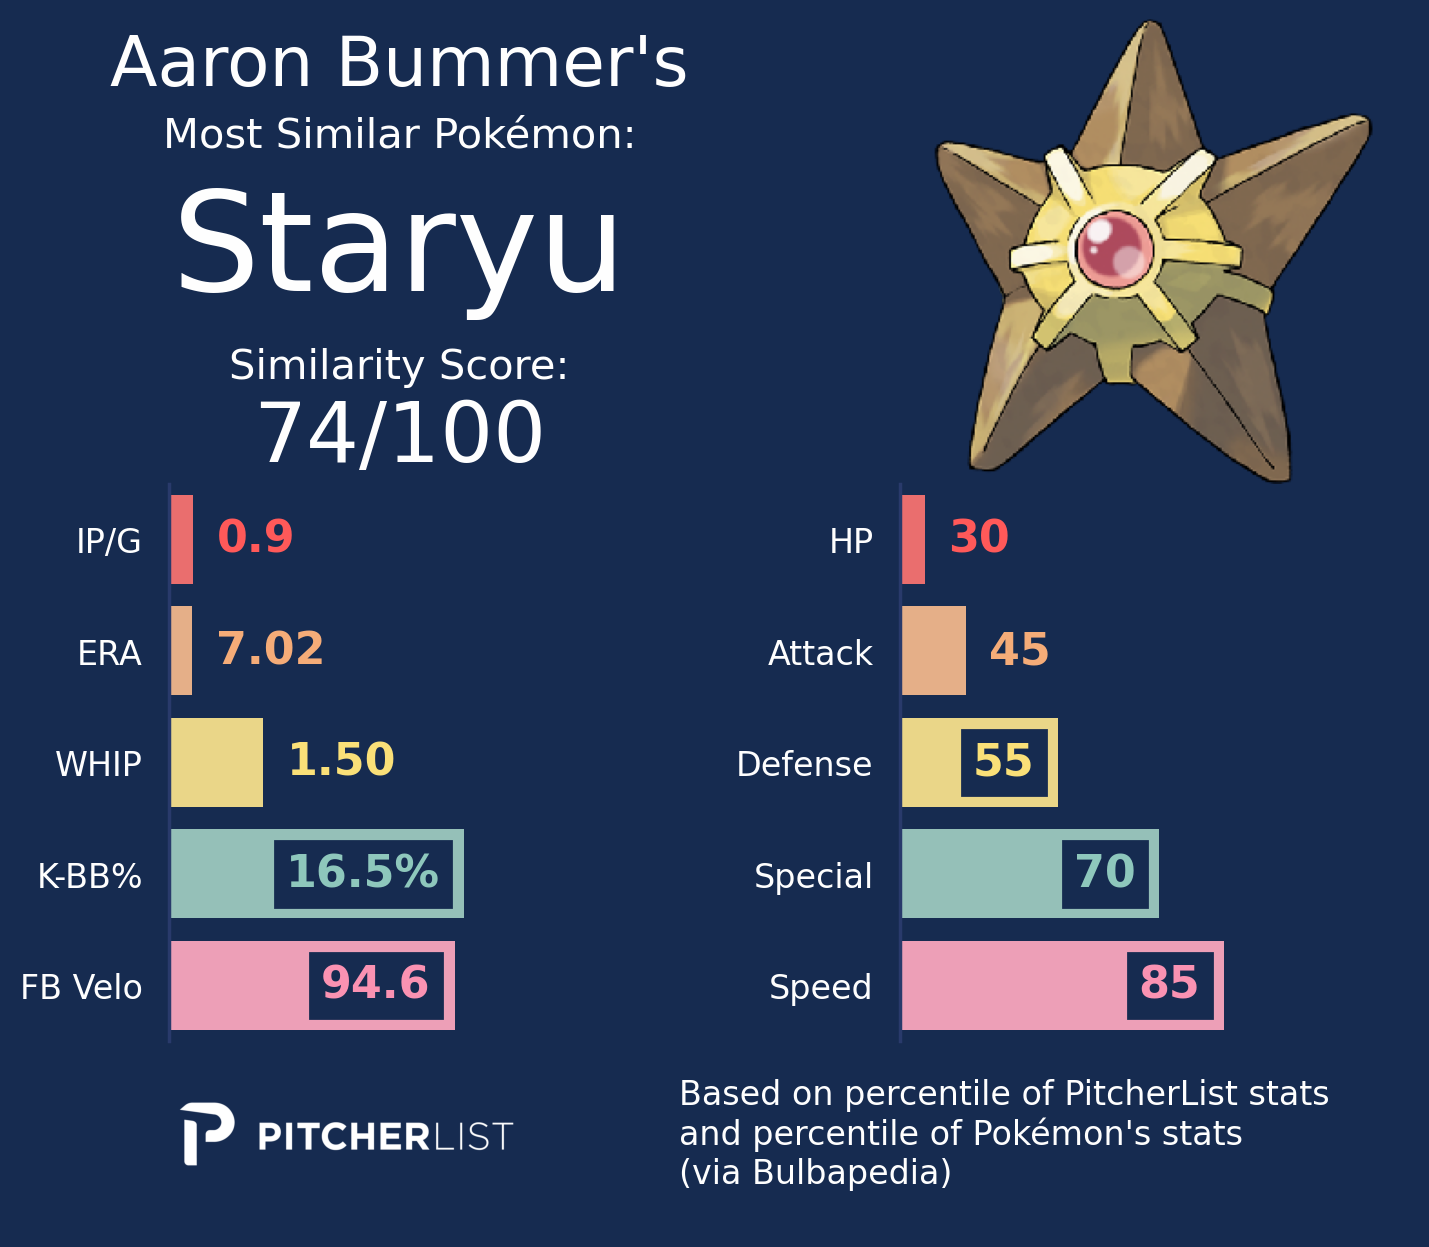 Aaron Bummer's
Most Similar Pokémon:
Staryu
Similarity Score:
74/100
IP/G 0.9
ERA 7.02
WHIP 1.50
K-BB% 16.5%
FB Velo 94.6
HP 30
Attack 45
Defense 55
Special 70
Speed 85
PITCHERLIST
Based on percentile of PitcherList stats
and percentile of Pokémon's stats
(via Bulbapedia)